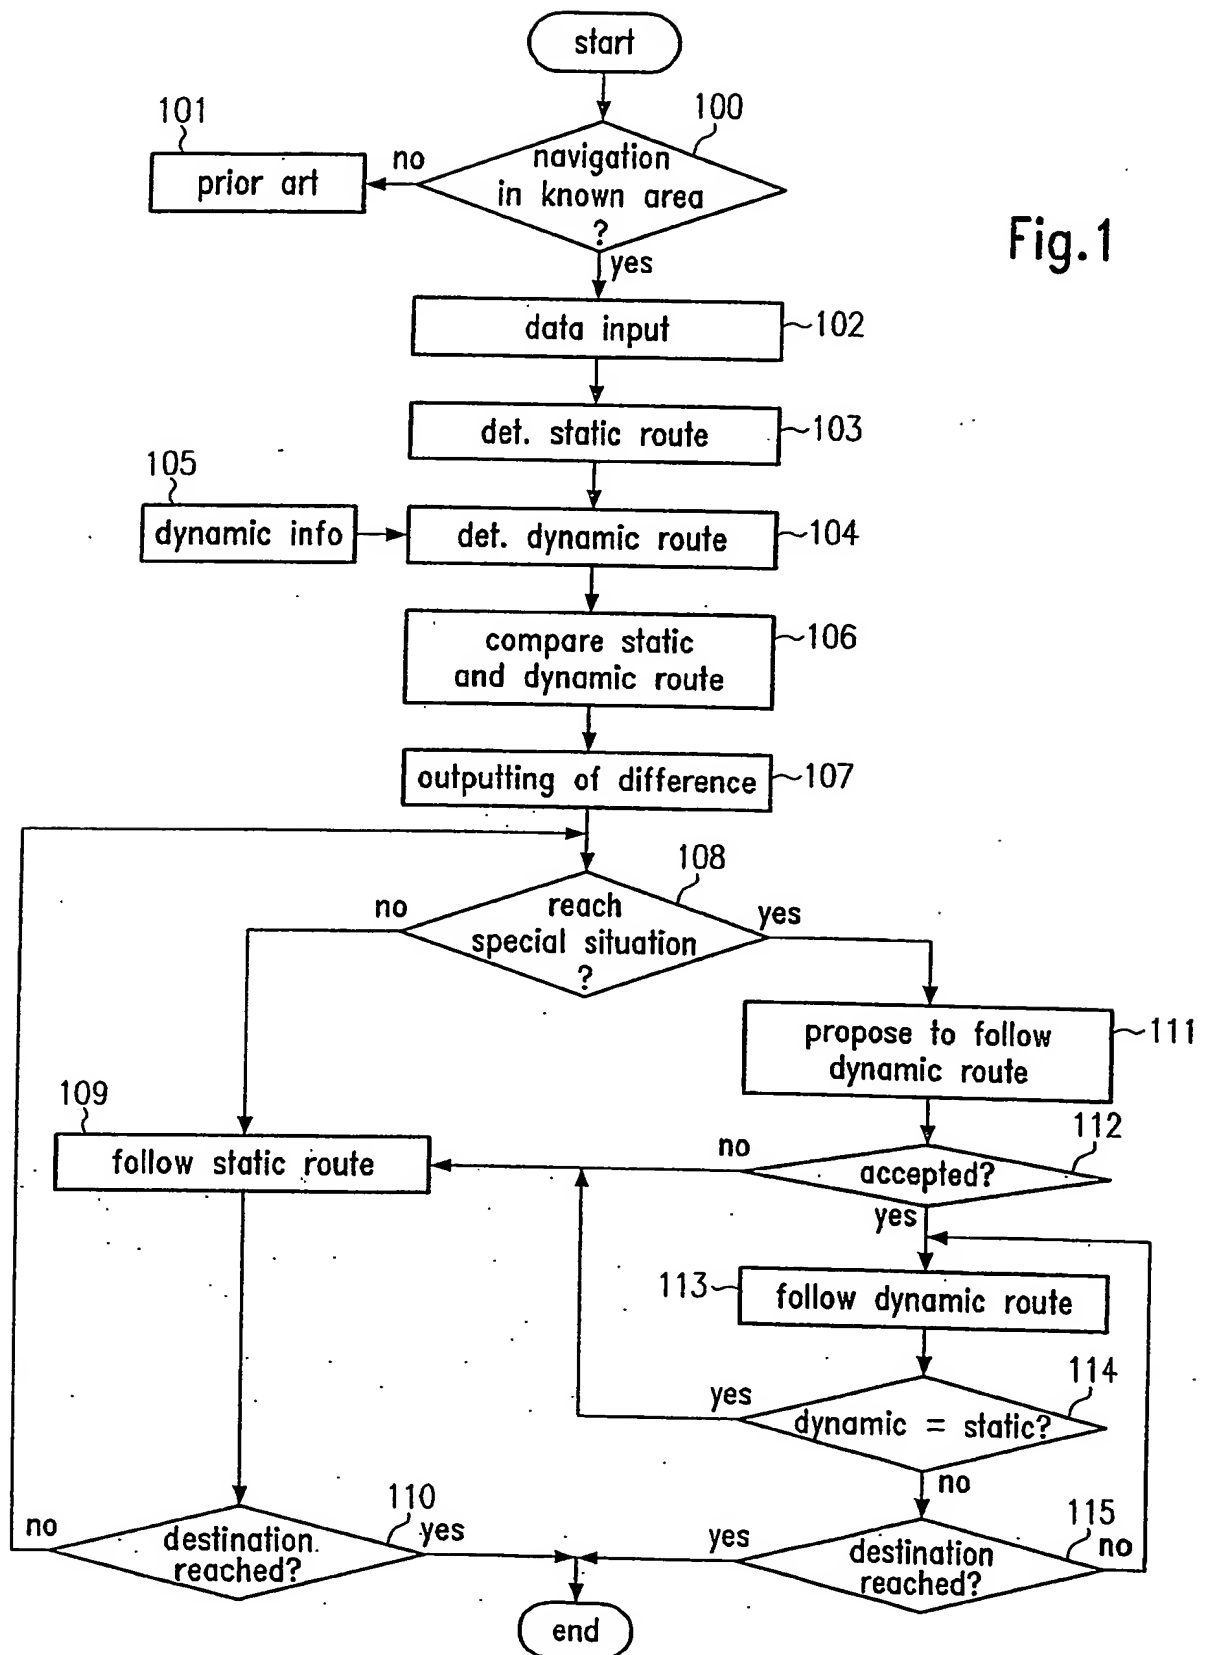 start
101
100
no
navigation
in known area
?
prior art
Fig.1
yes
data input
102
det. static route
103
105
dynamic info
det. dynamic route
104
compare static
and dynamic route
106
outputting of difference
107
108
no
reach
special situation
?
yes
propose to follow
dynamic route
111
109
follow static route
no
112
accepted?
yes
113
follow dynamic route
114
yes
dynamic = static?
no
110
no
destination
reached?
yes
115
yes
destination
reached?
no
end